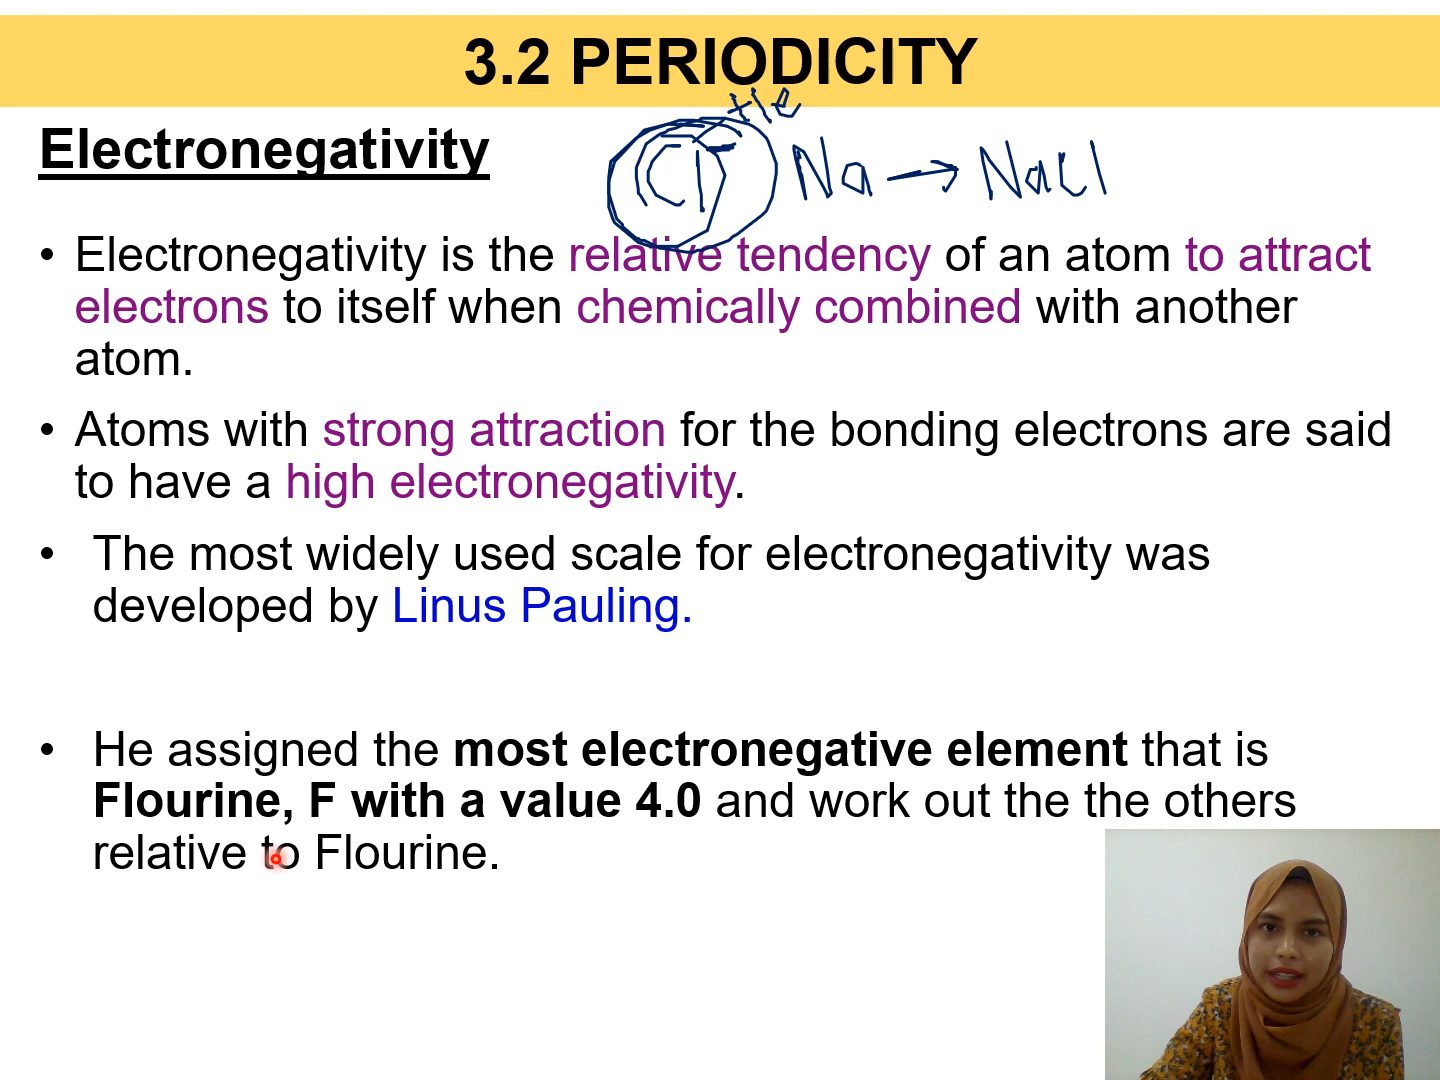 3.2 PERIODICITY
+1e
Electronegativity
Cl⁻ Na → NaCl
• Electronegativity is the relative tendency of an atom to attract
electrons to itself when chemically combined with another
atom.
• Atoms with strong attraction for the bonding electrons are said
to have a high electronegativity.
• The most widely used scale for electronegativity was
developed by Linus Pauling.
• He assigned the most electronegative element that is
Flourine, F with a value 4.0 and work out the the others
relative to Flourine.